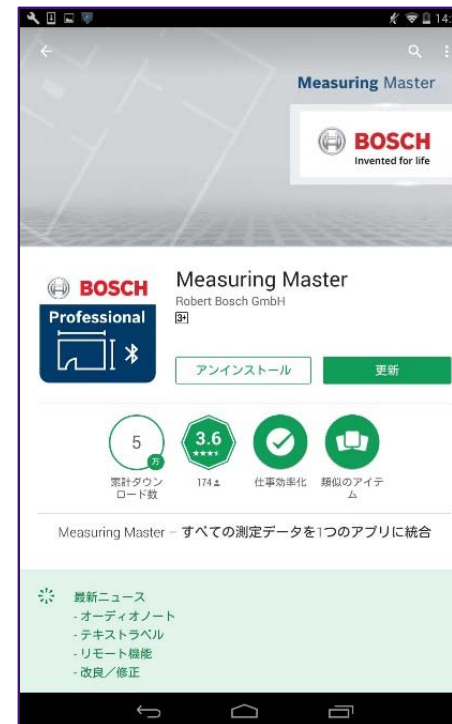 14:
Measuring Master
BOSCH
Invented for life
BOSCH
Professional
Measuring Master
Robert Bosch GmbH
3+
アンインストール
更新
5
万
3.6
累計ダウン
ロード数
174
仕事効率化
類似のアイテ
ム
Measuring Master – すべての測定データを1つのアプリに統合
最新ニュース
- オーディオノート
- テキストラベル
- リモート機能
- 改良／修正